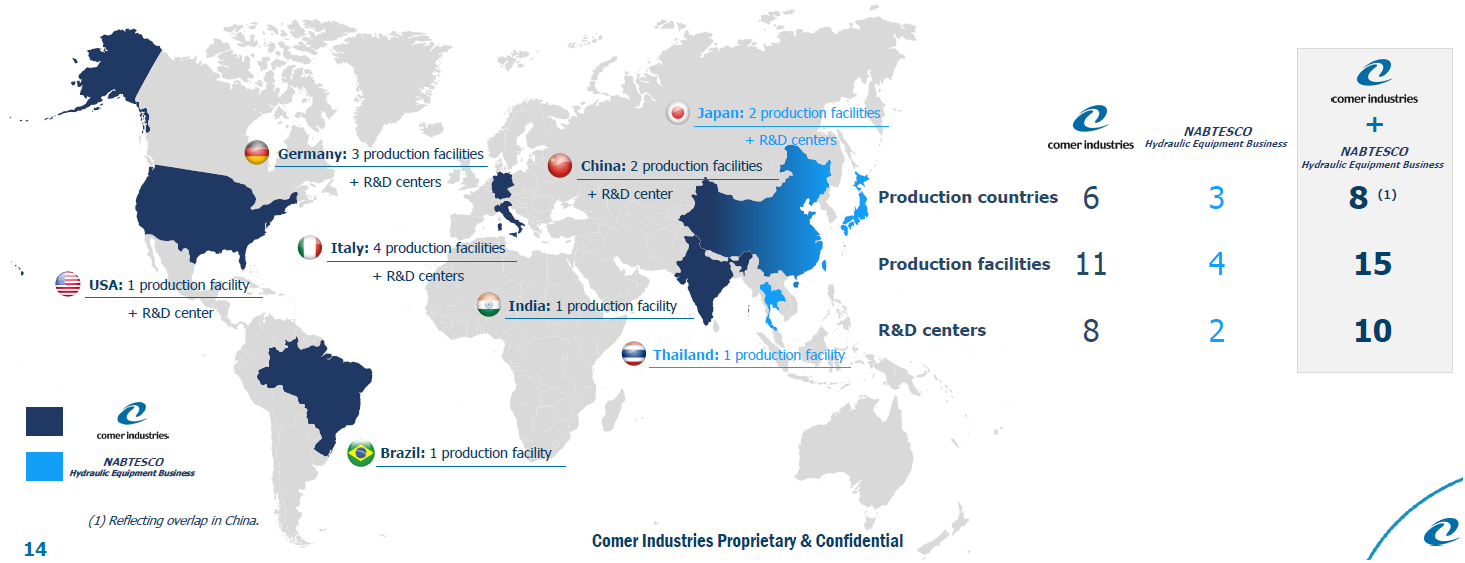 Japan: 2 production facilities
+ R&D centers
Germany: 3 production facilities
+ R&D centers
China: 2 production facilities
+ R&D center
Italy: 4 production facilities
+ R&D centers
USA: 1 production facility
+ R&D center
India: 1 production facility
Thailand: 1 production facility
Brazil: 1 production facility
comer industries
NABTESCO
Hydraulic Equipment Business
comer industries
+
NABTESCO
Hydraulic Equipment Business
Production countries 6 3 8 (1)
Production facilities 11 4 15
R&D centers 8 2 10
comer industries
NABTESCO
Hydraulic Equipment Business
(1) Reflecting overlap in China.
14
Comer Industries Proprietary & Confidential